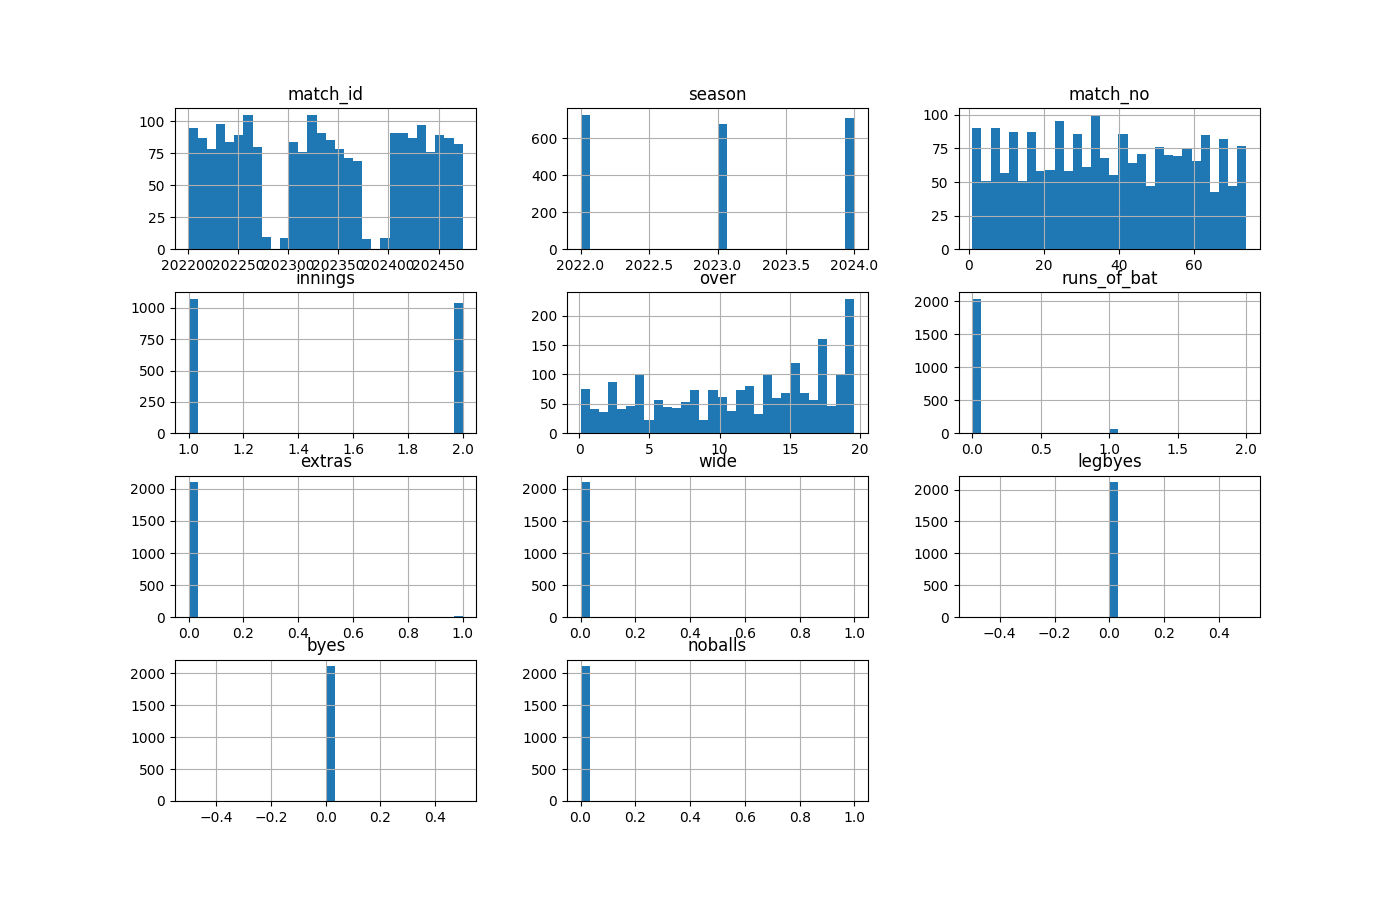 match_id
100
75
50
25
0
202200 202250 202300 202350 202400 202450
season
600
400
200
0
2022.0 2022.5 2023.0 2023.5 2024.0
match_no
100
75
50
25
0
0 20 40 60
innings
1000
750
500
250
0
1.0 1.2 1.4 1.6 1.8 2.0
over
200
150
100
50
0
0 5 10 15 20
runs_of_bat
2000
1500
1000
500
0
0.0 0.5 1.0 1.5 2.0
extras
2000
1500
1000
500
0
0.0 0.2 0.4 0.6 0.8 1.0
wide
2000
1500
1000
500
0
0.0 0.2 0.4 0.6 0.8 1.0
legbyes
2000
1500
1000
500
0
−0.4 −0.2 0.0 0.2 0.4
byes
2000
1500
1000
500
0
−0.4 −0.2 0.0 0.2 0.4
noballs
2000
1500
1000
500
0
0.0 0.2 0.4 0.6 0.8 1.0